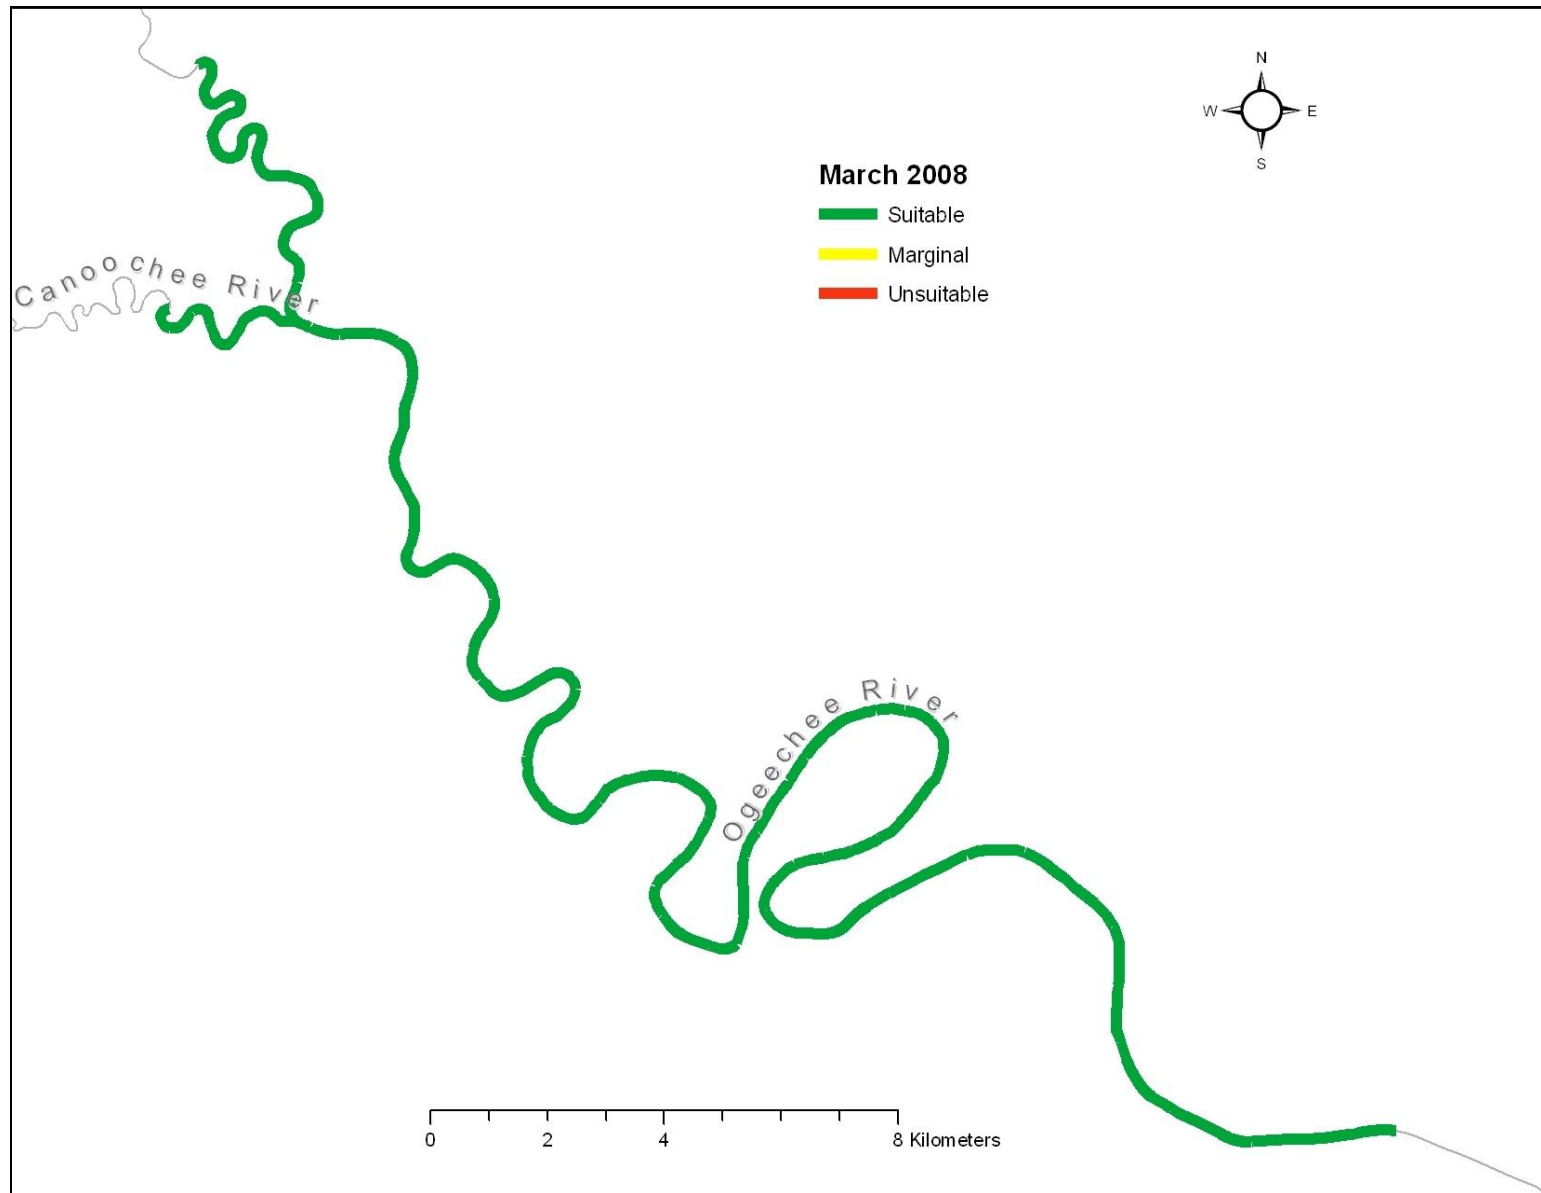 N
W E
S
March 2008
Suitable
Marginal
Unsuitable
Canoochee River
Ogeechee River
0 2 4 8 Kilometers